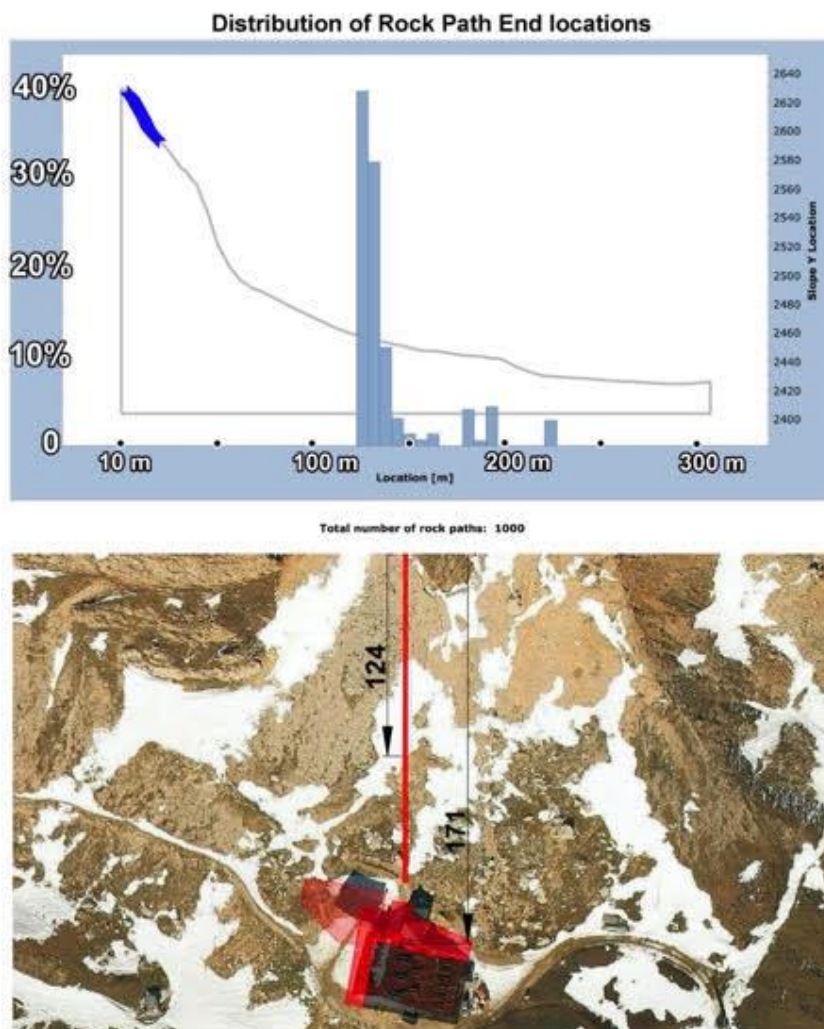 Distribution of Rock Path End locations
40%
30%
20%
10%
0
2640
2620
2600
2580
2560
2540
2520
2500
2480
2460
2440
2420
2400
Slope Y Location
10 m
100 m
200 m
300 m
Location [m]
Total number of rock paths: 1000
124
171